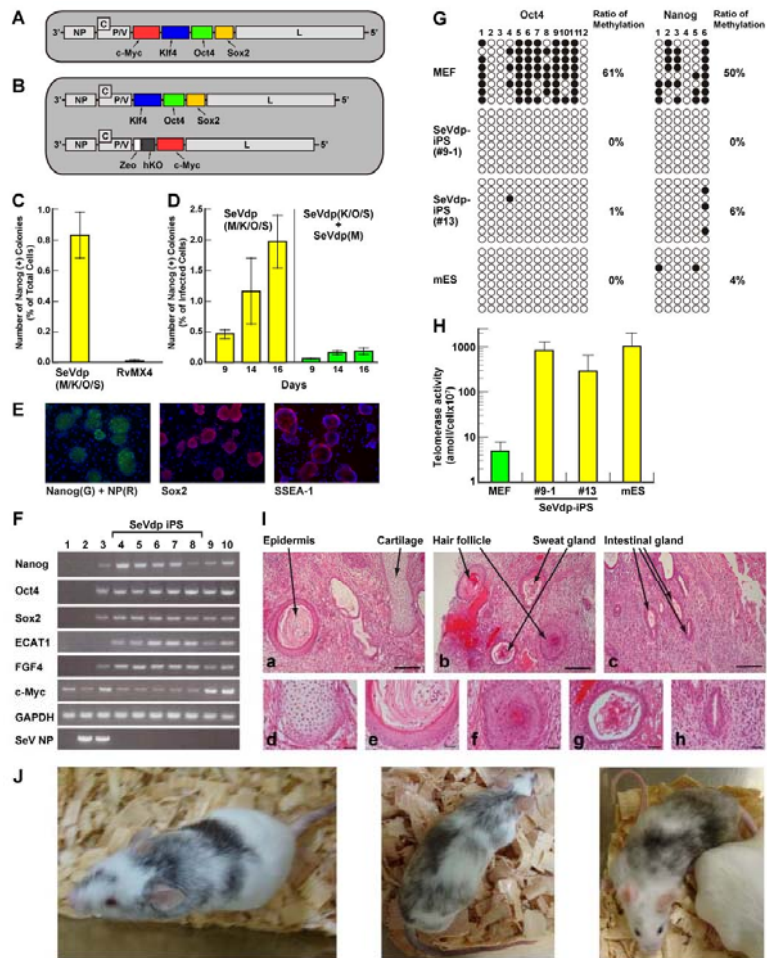 A
3'
NP
C
P/V
L
5'
c-Myc
Klf4
Oct4
Sox2
B
3'
NP
C
P/V
L
5'
Klf4
Oct4
Sox2
3'
NP
C
P/V
L
5'
Zeo
hKO
c-Myc
C
Number of Nanog (+) Colonies
(% of Total Cells)
1.0
0.8
0.6
0.4
0.2
0.0
SeVdp
(M/K/O/S)
RvMX4
D
Number of Nanog (+) Colonies
(% of Infected Cells)
SeVdp
(M/K/O/S)
SeVdp(K/O/S)
+
SeVdp(M)
2.5
2.0
1.5
1.0
0.5
0.0
9 14 16 9 14 16
Days
E
Nanog(G) + NP(R)
Sox2
SSEA-1
F
SeVdp iPS
1 2 3 4 5 6 7 8 9 10
Nanog
Oct4
Sox2
ECAT1
FGF4
c-Myc
GAPDH
SeV NP
G
Oct4
Ratio of
Methylation
Nanog
Ratio of
Methylation
1 2 3 4 5 6 7 8 9 10 11 12
1 2 3 4 5 6
MEF
61%
50%
SeVdp-
iPS
(#9-1)
0%
0%
SeVdp-
iPS
(#13)
1%
6%
mES
0%
4%
H
Telomerase activity
(amol/cellx10⁷)
1000
100
10
1
MEF
#9-1
#13
mES
SeVdp-iPS
I
Epidermis
Cartilage
Hair follicle
Sweat gland
Intestinal gland
a
b
c
d
e
f
g
h
J